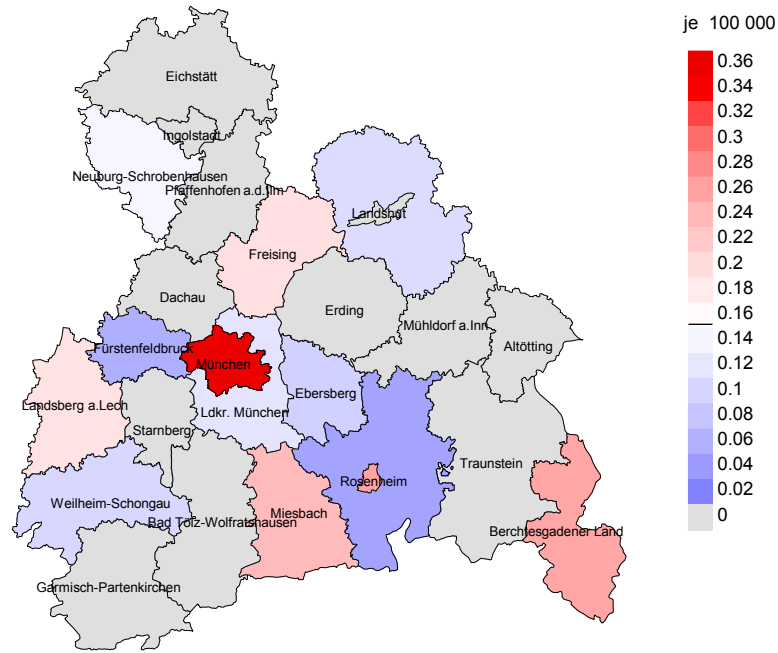 je 100 000
0.36
0.34
0.32
0.3
0.28
0.26
0.24
0.22
0.2
0.18
0.16
0.14
0.12
0.1
0.08
0.06
0.04
0.02
0
Eichstätt
Ingolstadt
Neuburg-Schrobenhausen
Pfaffenhofen a.d.Ilm
Landshut
Freising
Dachau
Erding
Mühldorf a.Inn
Altötting
Fürstenfeldbruck
München
Ebersberg
Landsberg a.Lech
Ldkr. München
Starnberg
Traunstein
Rosenheim
Weilheim-Schongau
Miesbach
Bad Tölz-Wolfratshausen
Berchtesgadener Land
Garmisch-Partenkirchen